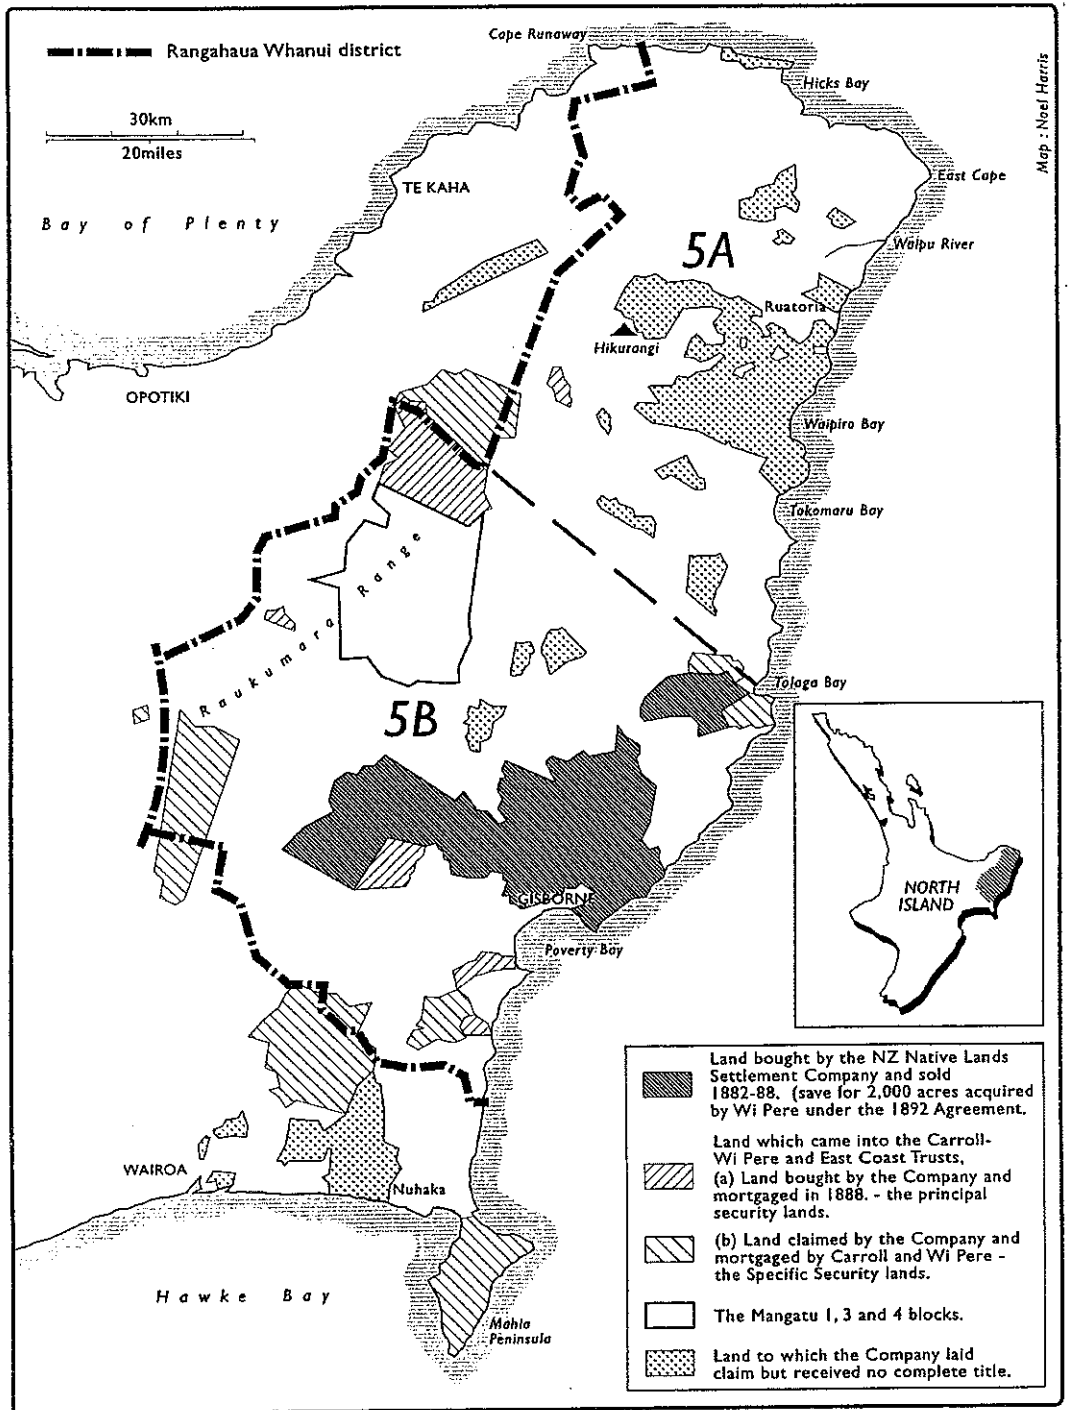 Rangahaua Whanui district
30km
20miles
Cape Runaway
Hicks Bay
Map : Noel Harris
East Cape
TE KAHA
Bay of Plenty
5A
Waipu River
Ruatoria
Hikurangi
OPOTIKI
Waipiro Bay
Tokomaru Bay
Raukumara Range
Tolaga Bay
5B
GISBORNE
Poverty Bay
NORTH
ISLAND
WAIROA
Nuhaka
Hawke Bay
Mahia
Peninsula
Land bought by the NZ Native Lands
Settlement Company and sold
1882-88. (save for 2,000 acres acquired
by Wi Pere under the 1892 Agreement.
Land which came into the Carroll-
Wi Pere and East Coast Trusts,
(a) Land bought by the Company and
mortgaged in 1888. - the principal
security lands.
(b) Land claimed by the Company and
mortgaged by Carroll and Wi Pere -
the Specific Security lands.
The Mangatu 1, 3 and 4 blocks.
Land to which the Company laid
claim but received no complete title.